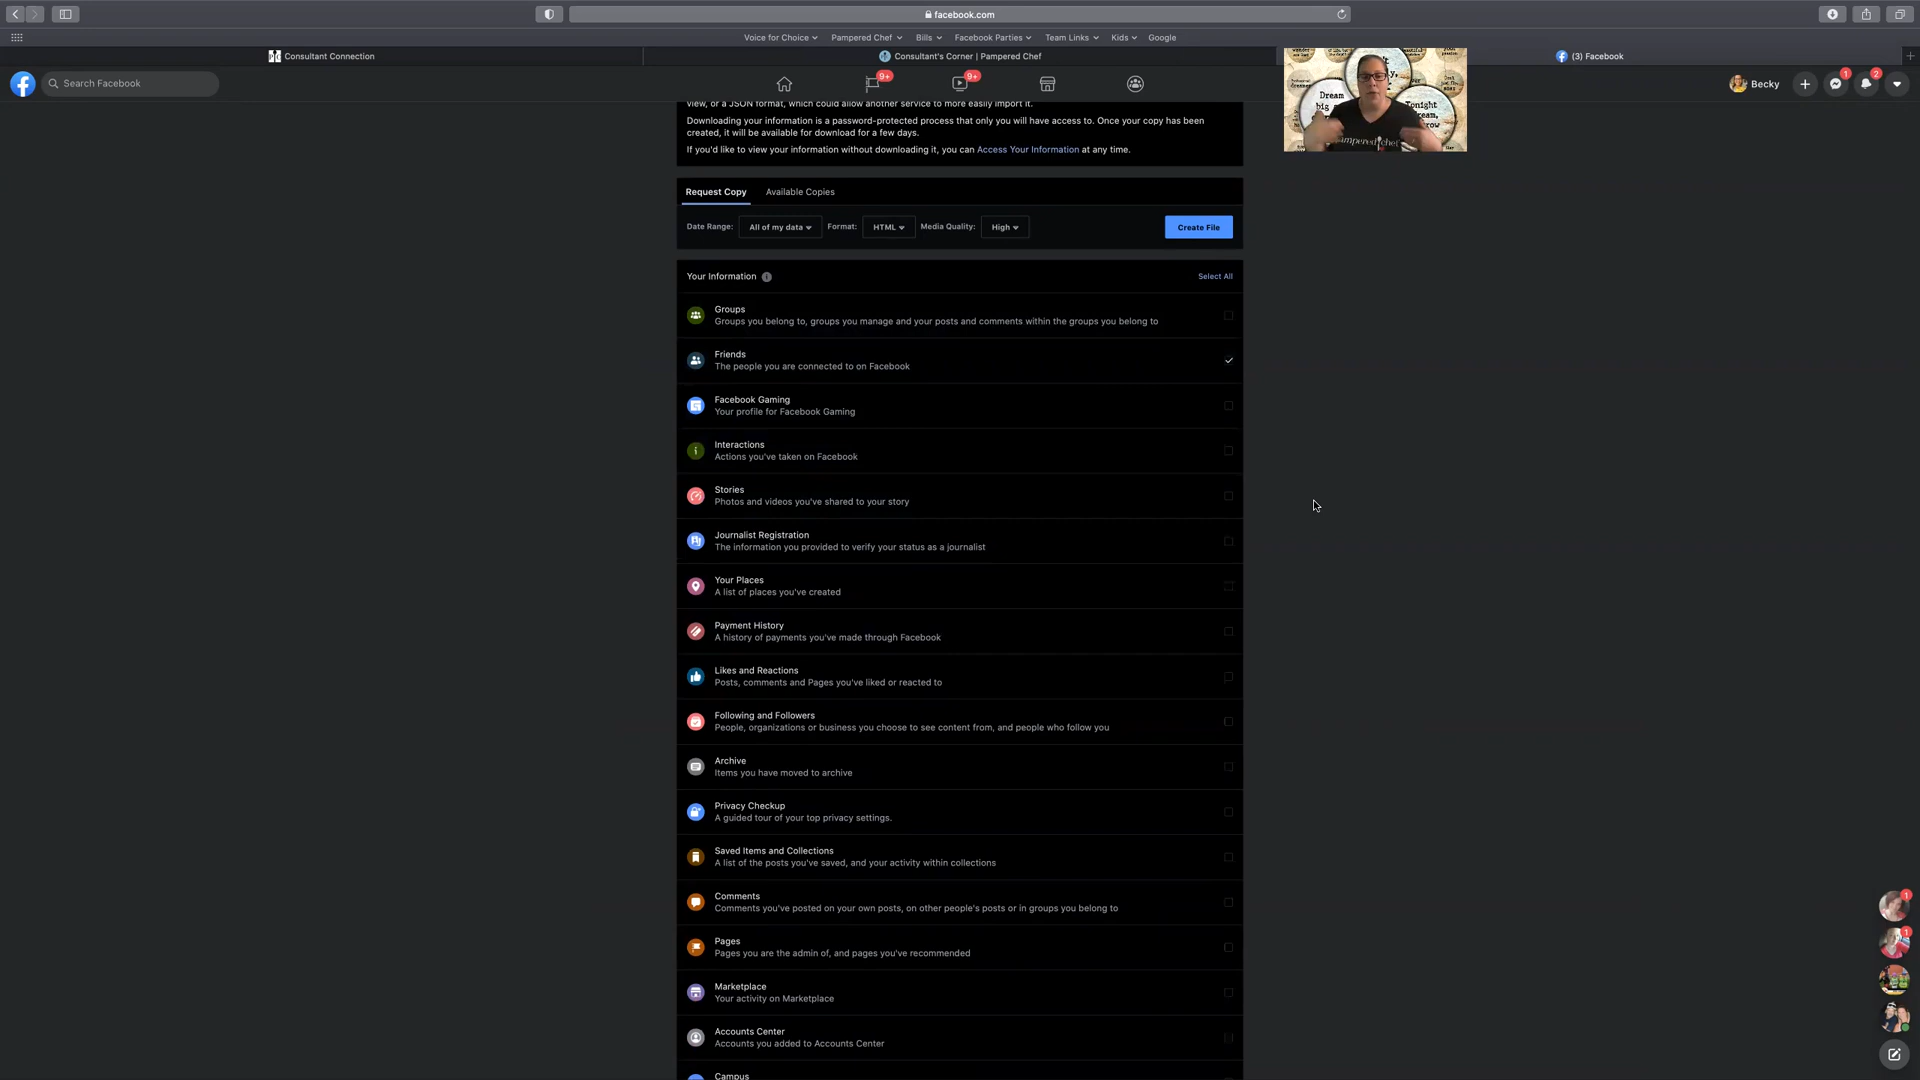 facebook.com
Voice for Choice Pampered Chef Bills Facebook Parties Team Links Kids Google
Consultant Connection
Consultant's Corner | Pampered Chef
(3) Facebook
Search Facebook
9+
9+
Becky
1
2
Dream
big
Tonight
pampered chef
view, or a JSON format, which could allow another service to more easily import it.
Downloading your information is a password-protected process that only you will have access to. Once your copy has been
created, it will be available for download for a few days.
If you'd like to view your information without downloading it, you can Access Your Information at any time.
Request Copy Available Copies
Date Range: All of my data Format: HTML Media Quality: High Create File
Your Information Select All
Groups
Groups you belong to, groups you manage and your posts and comments within the groups you belong to
Friends
The people you are connected to on Facebook
Facebook Gaming
Your profile for Facebook Gaming
Interactions
Actions you've taken on Facebook
Stories
Photos and videos you've shared to your story
Journalist Registration
The information you provided to verify your status as a journalist
Your Places
A list of places you've created
Payment History
A history of payments you've made through Facebook
Likes and Reactions
Posts, comments and Pages you've liked or reacted to
Following and Followers
People, organizations or business you choose to see content from, and people who follow you
Archive
Items you have moved to archive
Privacy Checkup
A guided tour of your top privacy settings.
Saved Items and Collections
A list of the posts you've saved, and your activity within collections
Comments
Comments you've posted on your own posts, on other people's posts or in groups you belong to
1
Pages
Pages you are the admin of, and pages you've recommended
1
Marketplace
Your activity on Marketplace
Accounts Center
Accounts you added to Accounts Center
Campus